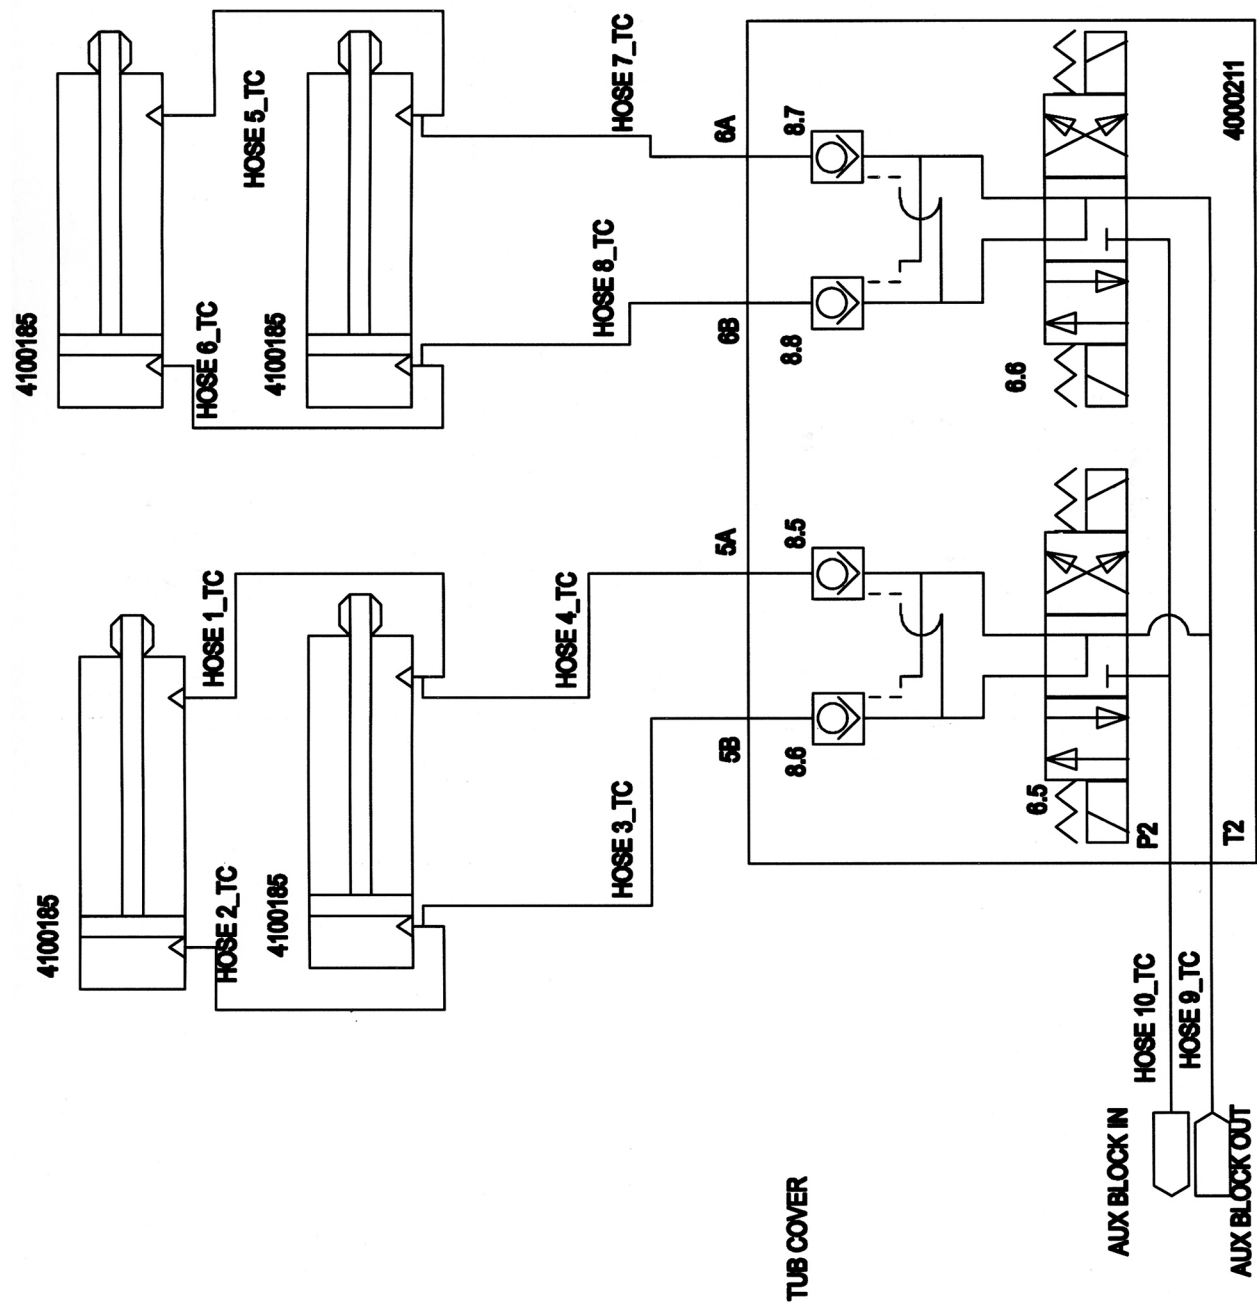 4100185
HOSE 6_TC
4100185
HOSE 5_TC
HOSE 8_TC
HOSE 7_TC
6B
6A
8.8
8.7
6.6
4000211
4100185
HOSE 2_TC
HOSE 1_TC
4100185
HOSE 3_TC
HOSE 4_TC
5B
5A
8.6
8.5
6.5
P2
T2
HOSE 10_TC
HOSE 9_TC
AUX BLOCK IN
AUX BLOCK OUT
TUB COVER